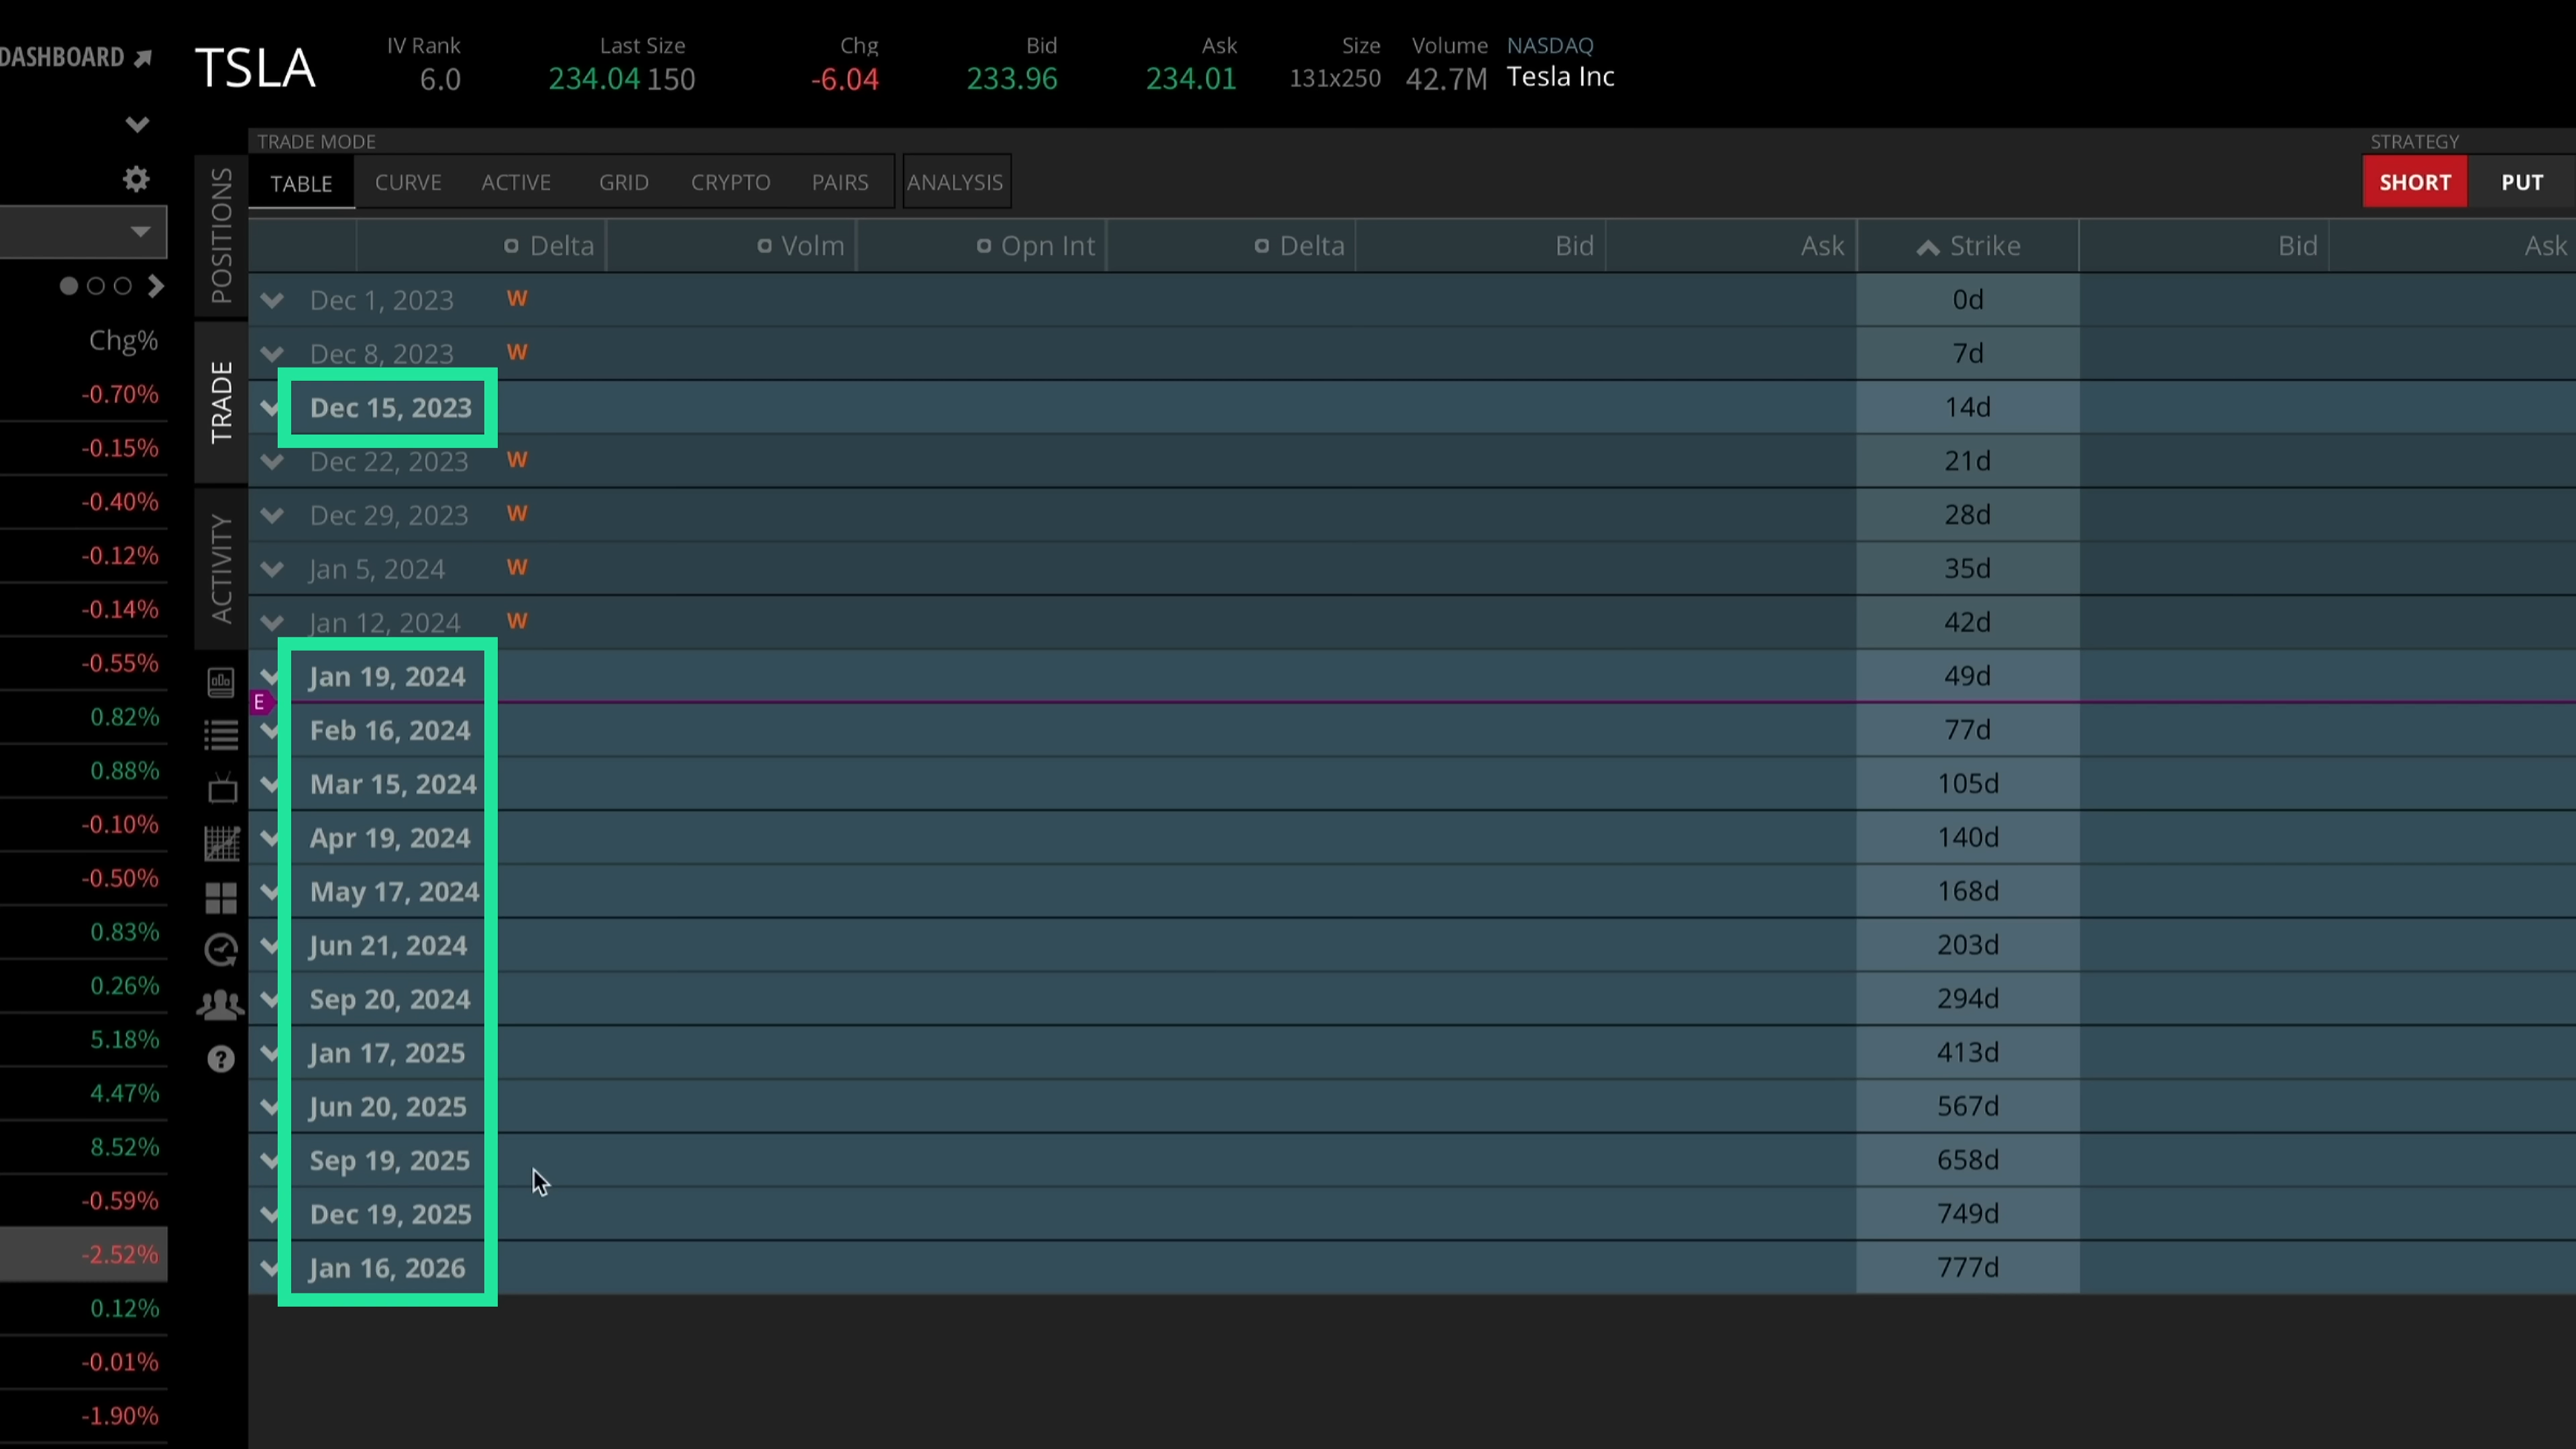 DASHBOARD
TSLA
IV Rank Last Size Chg Bid Ask Size Volume NASDAQ
6.0 234.04 150 -6.04 233.96 234.01 131x250 42.7M Tesla Inc
TRADE MODE STRATEGY
TABLE CURVE ACTIVE GRID CRYPTO PAIRS ANALYSIS SHORT PUT
POSITIONS
TRADE
ACTIVITY
Delta Volm Opn Int Delta Bid Ask Strike Bid Ask
Dec 1, 2023 W 0d
Dec 8, 2023 W 7d
Dec 15, 2023 14d
Dec 22, 2023 W 21d
Dec 29, 2023 W 28d
Jan 5, 2024 W 35d
Jan 12, 2024 W 42d
Jan 19, 2024 49d
E
Feb 16, 2024 77d
Mar 15, 2024 105d
Apr 19, 2024 140d
May 17, 2024 168d
Jun 21, 2024 203d
Sep 20, 2024 294d
Jan 17, 2025 413d
Jun 20, 2025 567d
Sep 19, 2025 658d
Dec 19, 2025 749d
Jan 16, 2026 777d
Chg%
-0.70%
-0.15%
-0.40%
-0.12%
-0.14%
-0.55%
0.82%
0.88%
-0.10%
-0.50%
0.83%
0.26%
5.18%
4.47%
8.52%
-0.59%
-2.52%
0.12%
-0.01%
-1.90%